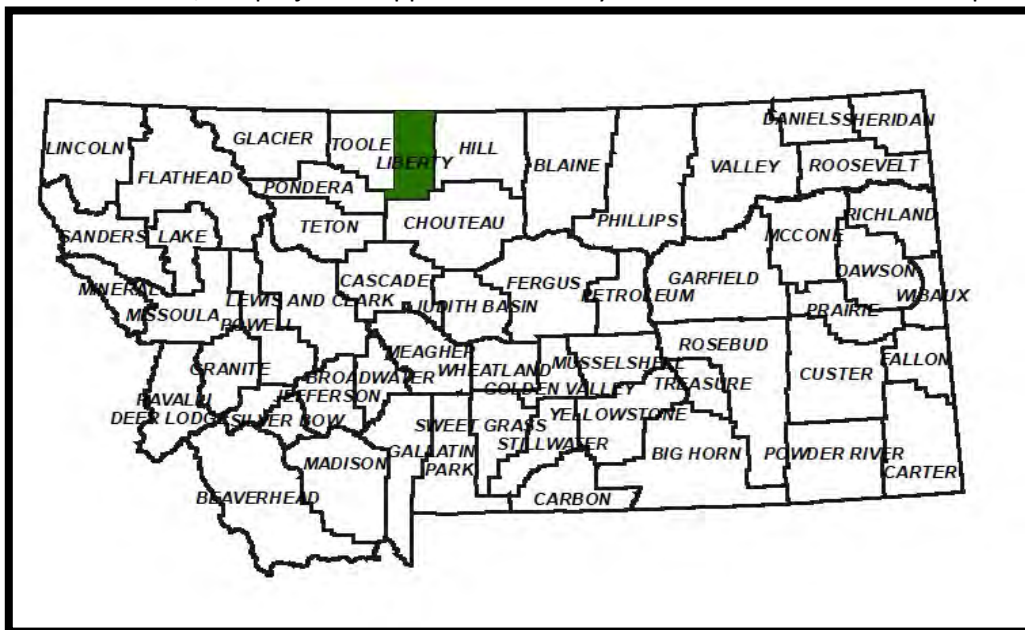 LINCOLN
FLATHEAD
GLACIER
TOOLE
LIBERTY
HILL
BLAINE
PHILLIPS
VALLEY
DANIELS
SHERIDAN
ROOSEVELT
PONDERA
TETON
CHOUTEAU
SANDERS
LAKE
MINERAL
MISSOULA
POWELL
LEWIS AND CLARK
CASCADE
JUDITH BASIN
FERGUS
PETROLEUM
GARFIELD
MCCONE
RICHLAND
DAWSON
WIBAUX
PRAIRIE
GRANITE
RAVALLI
DEER LODGE
SILVER BOW
JEFFERSON
BROADWATER
MEAGHER
WHEATLAND
GOLDEN VALLEY
MUSSELSHELL
ROSEBUD
TREASURE
CUSTER
FALLON
BEAVERHEAD
MADISON
GALLATIN
PARK
SWEET GRASS
STILLWATER
YELLOWSTONE
CARBON
BIG HORN
POWDER RIVER
CARTER